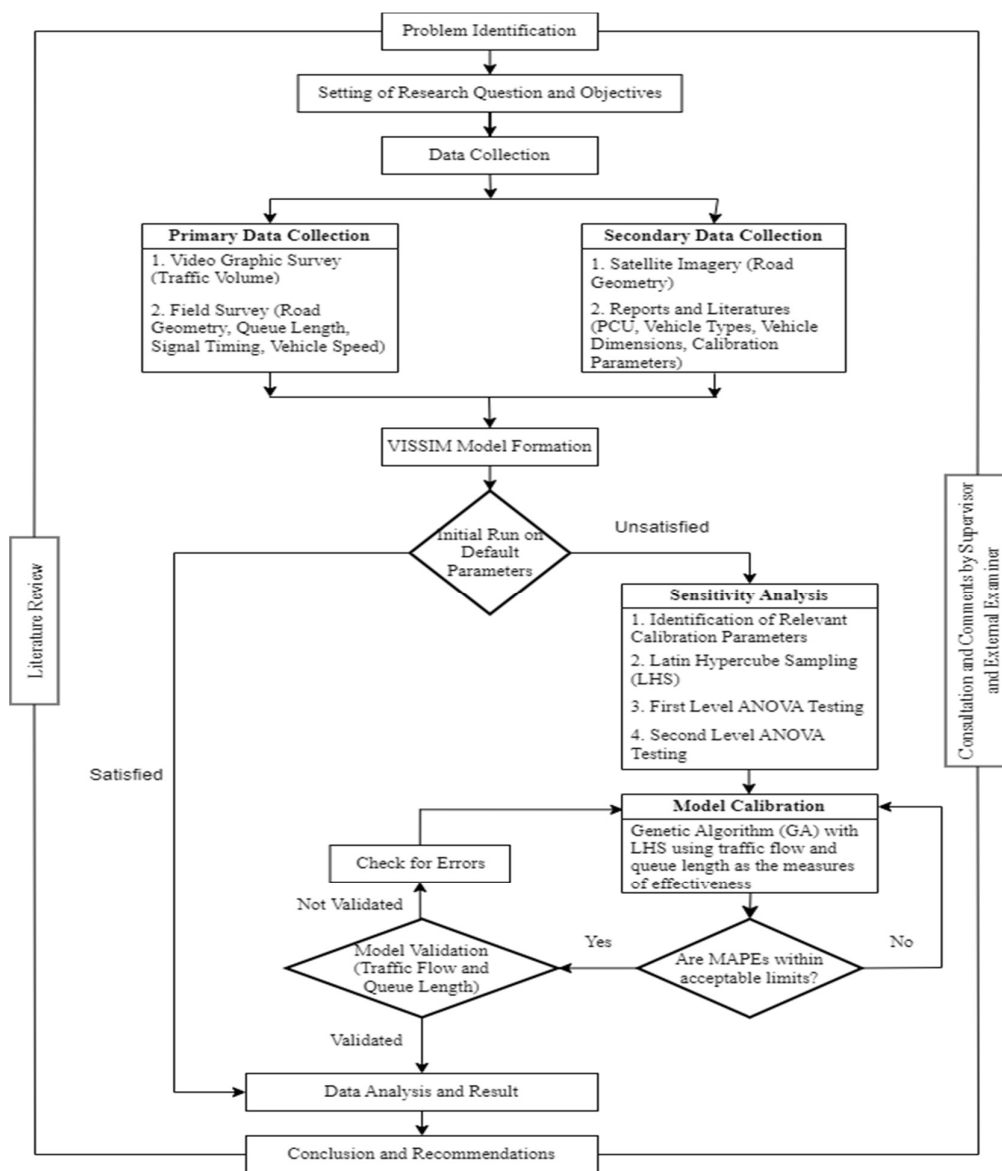 Problem Identification
Setting of Research Question and Objectives
Data Collection
Primary Data Collection
1. Video Graphic Survey
(Traffic Volume)
2. Field Survey (Road
Geometry, Queue Length,
Signal Timing, Vehicle Speed)
Secondary Data Collection
1. Satellite Imagery (Road
Geometry)
2. Reports and Literatures
(PCU, Vehicle Types, Vehicle
Dimensions, Calibration
Parameters)
VISSIM Model Formation
Initial Run on
Default
Parameters
Unsatisfied
Satisfied
Sensitivity Analysis
1. Identification of Relevant
Calibration Parameters
2. Latin Hypercube Sampling
(LHS)
3. First Level ANOVA Testing
4. Second Level ANOVA
Testing
Model Calibration
Genetic Algorithm (GA) with
LHS using traffic flow and
queue length as the measures
of effectiveness
Are MAPEs within
acceptable limits?
No
Yes
Model Validation
(Traffic Flow and
Queue Length)
Not Validated
Check for Errors
Validated
Data Analysis and Result
Conclusion and Recommendations
Literature Review
Consultation and Comments by Supervisor
and External Examiner